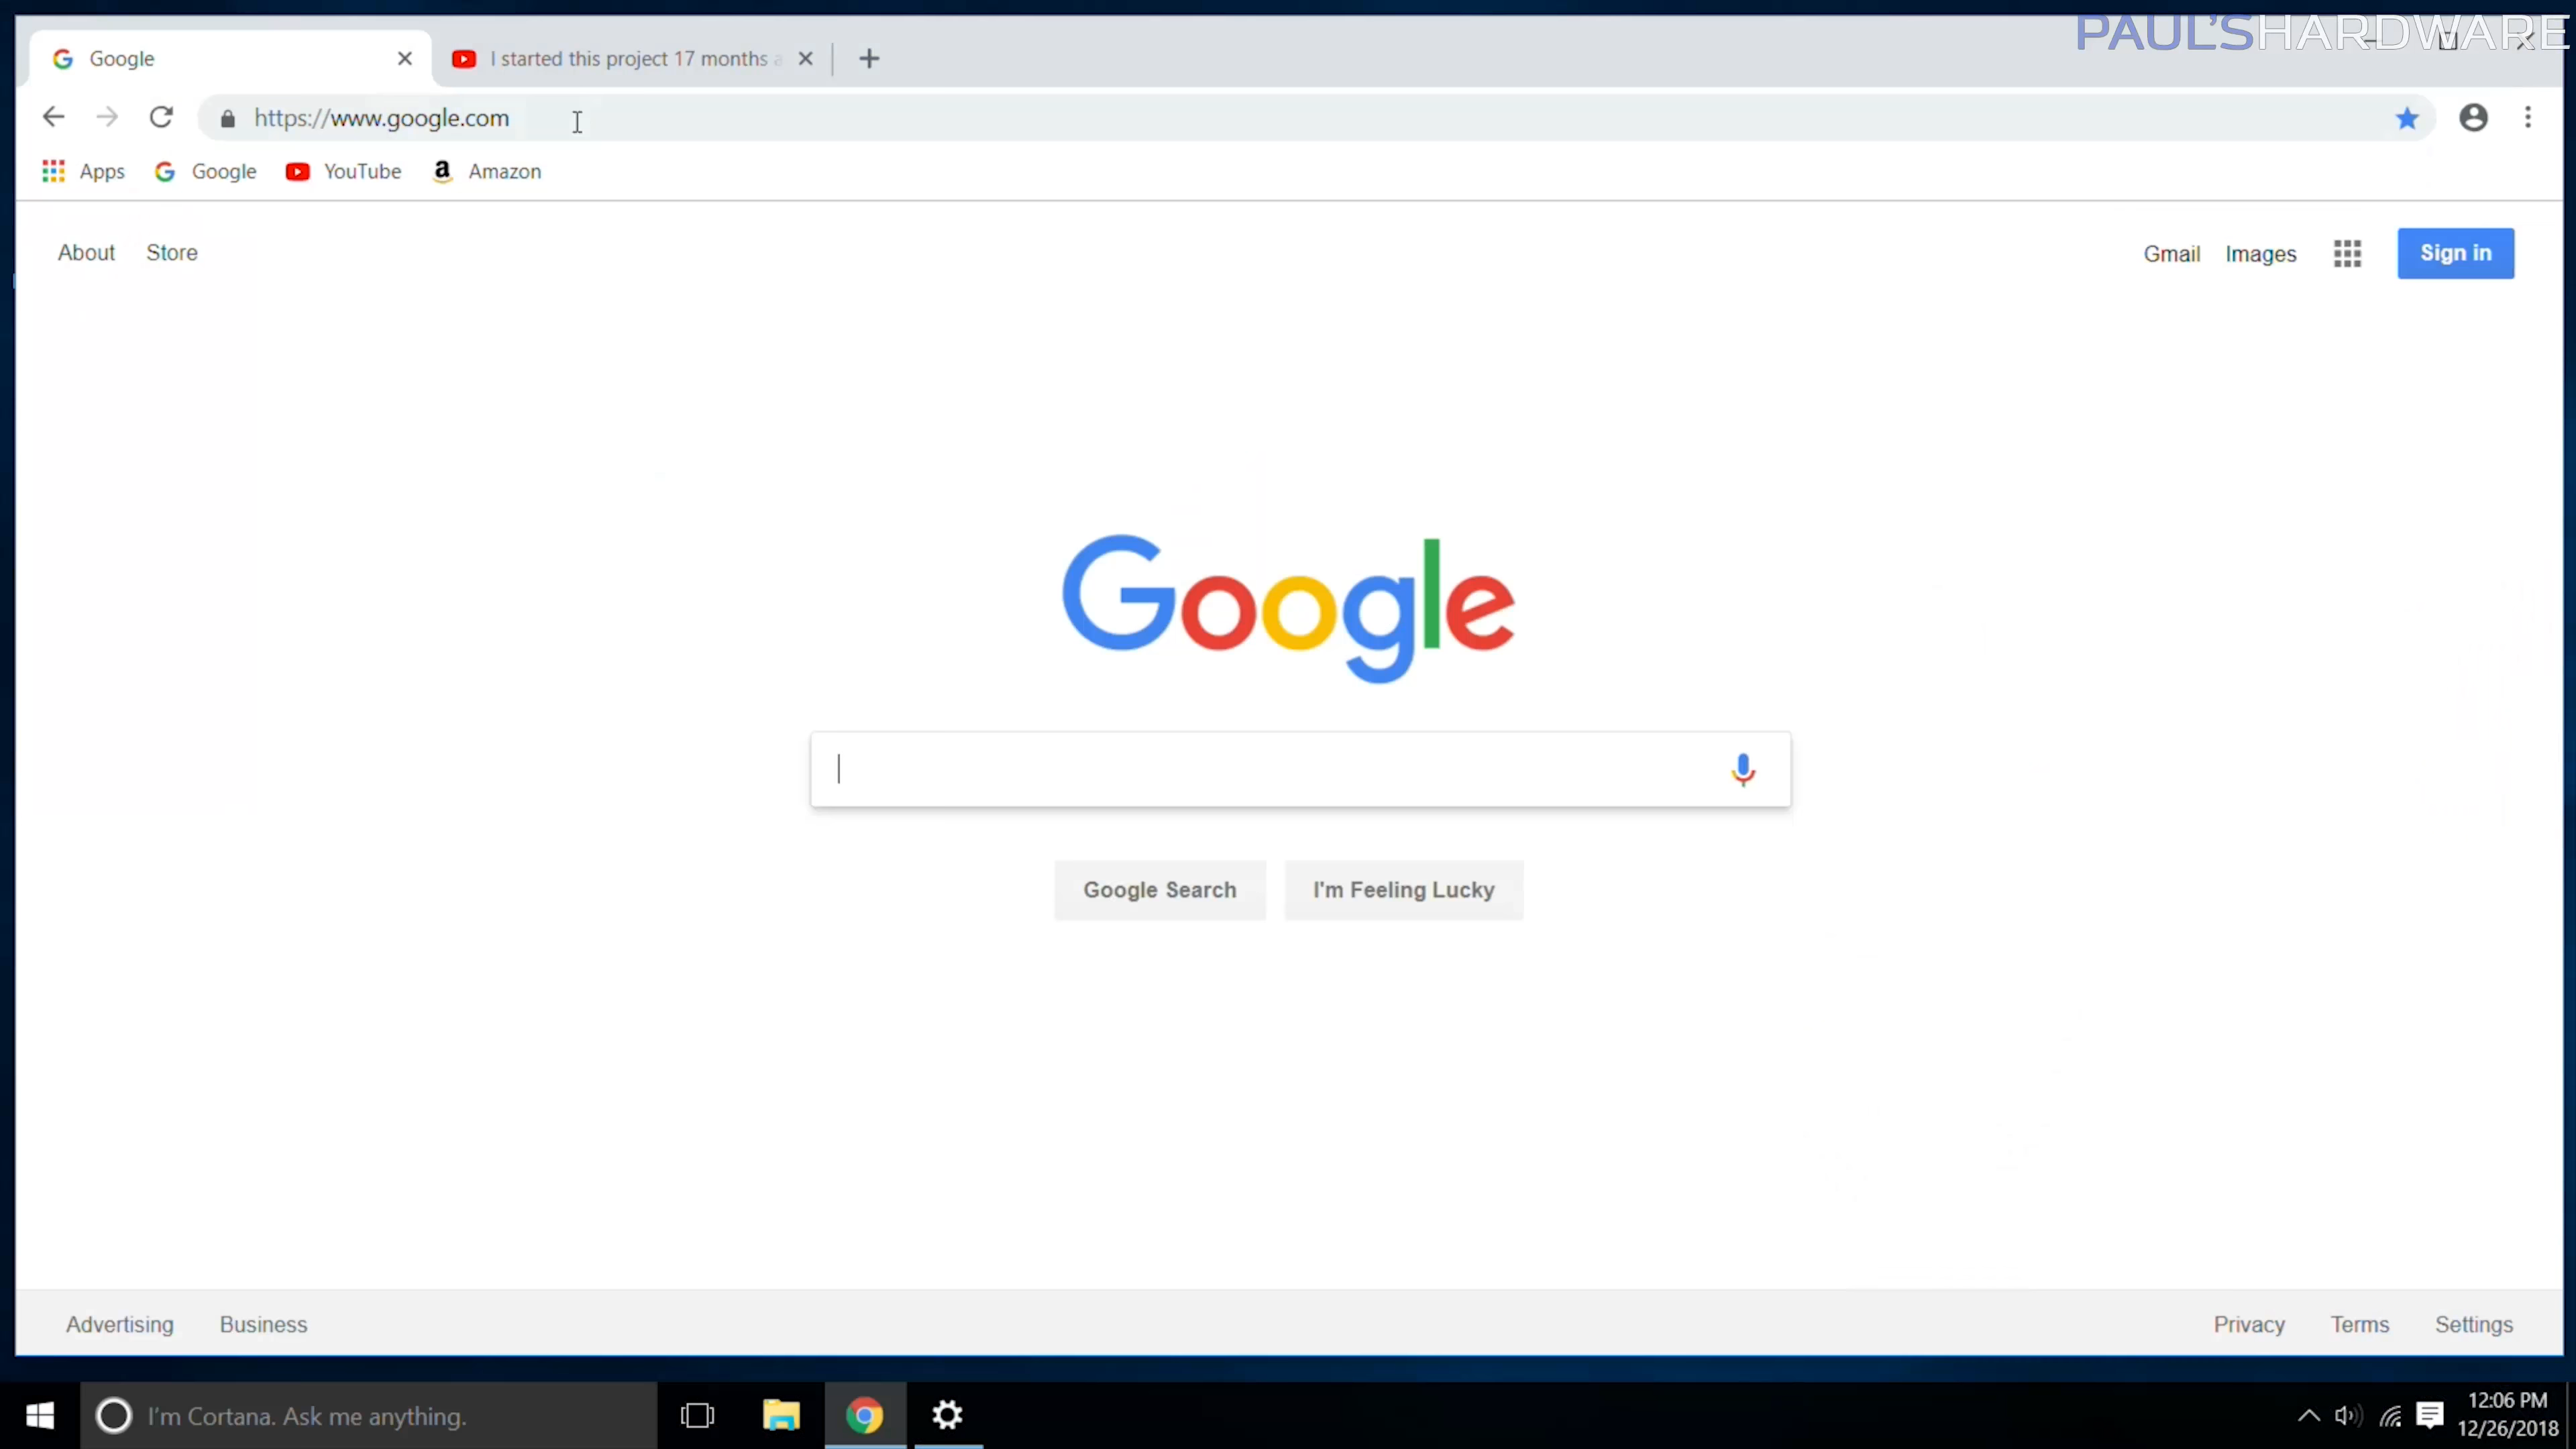 PAUL'SHARDWARE
Google
I started this project 17 months a
https://www.google.com
Apps
Google
YouTube
Amazon
About
Store
Gmail
Images
Sign in
Google
Google Search
I'm Feeling Lucky
Advertising
Business
Privacy
Terms
Settings
I'm Cortana. Ask me anything.
12:06 PM
12/26/2018